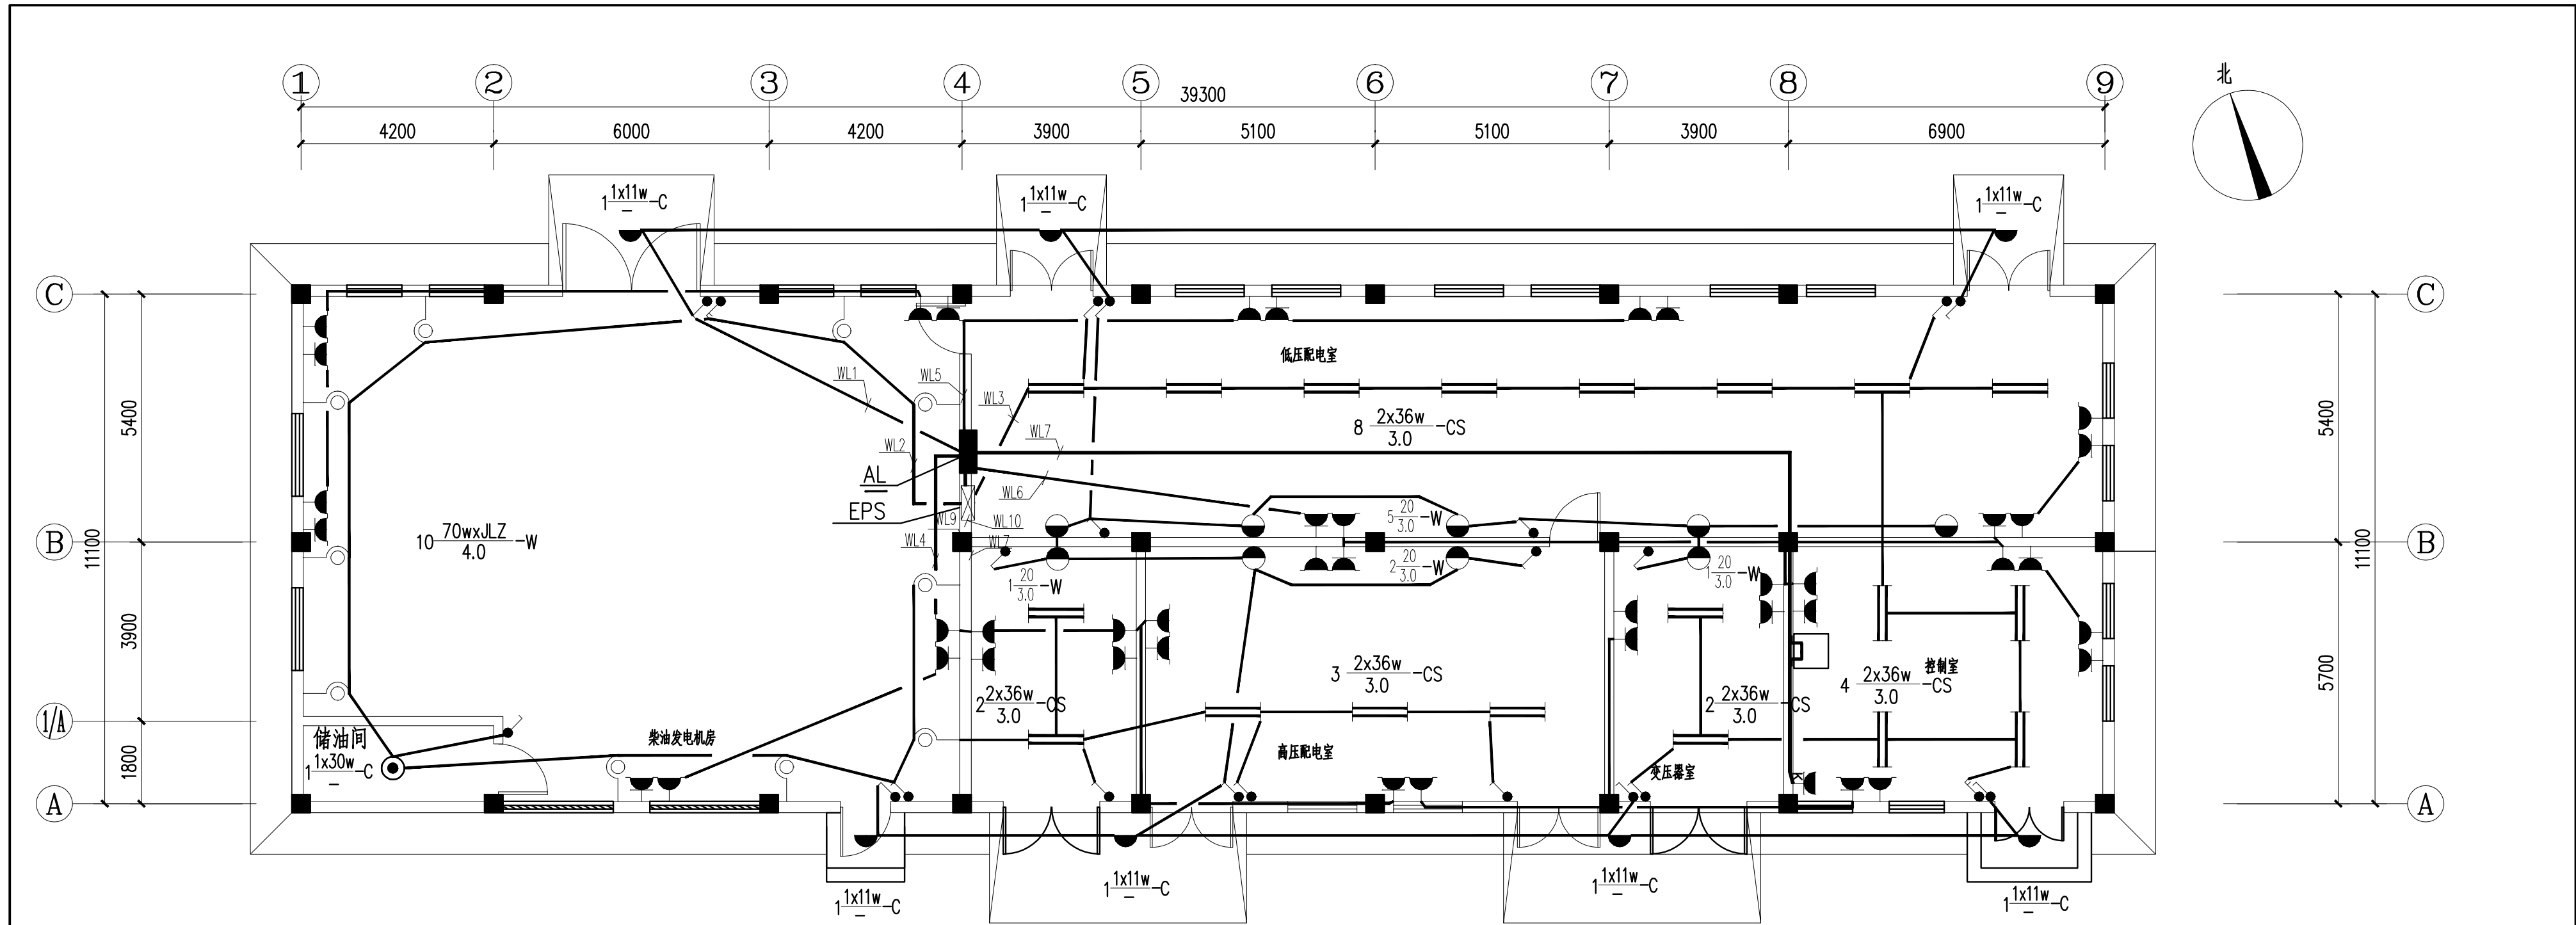 北
1 2 3 4 5 6 7 8 9
39300
4200 6000 4200 3900 5100 5100 3900 6900
1 1x11w/— -C
1 1x11w/— -C
1 1x11w/— -C
C
C
低压配电室
WL1
WL5
WL3
5400
5400
8 2x36w/3.0 -CS
WL7
WL2
AL
WL6
EPS
WL9
WL10
5 20/3.0 -W
10 70wxJLZ/4.0 -W
B
B
11100
11100
WL4
WL7
1 20/3.0 -W
2 20/3.0 -W
1 20/3.0 -W
3900
5700
控制室
2 2x36w/3.0 -CS
3 2x36w/3.0 -CS
2 2x36w/3.0 -CS
4 2x36w/3.0 -CS
1/A
储油间
柴油发电机房
高压配电室
变压器室
K
1 1x30w/— -C
1800
A
A
1 1x11w/— -C
1 1x11w/— -C
1 1x11w/— -C
1 1x11w/— -C